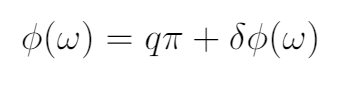 ϕ(ω) = qπ + δϕ(ω)